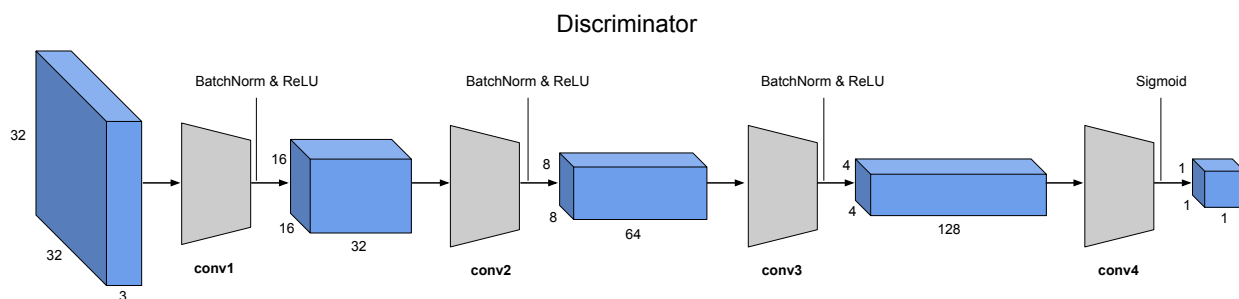 Discriminator
BatchNorm & ReLU
BatchNorm & ReLU
BatchNorm & ReLU
Sigmoid
32
32
3
16
16
32
8
8
64
4
4
128
1
1
1
conv1
conv2
conv3
conv4